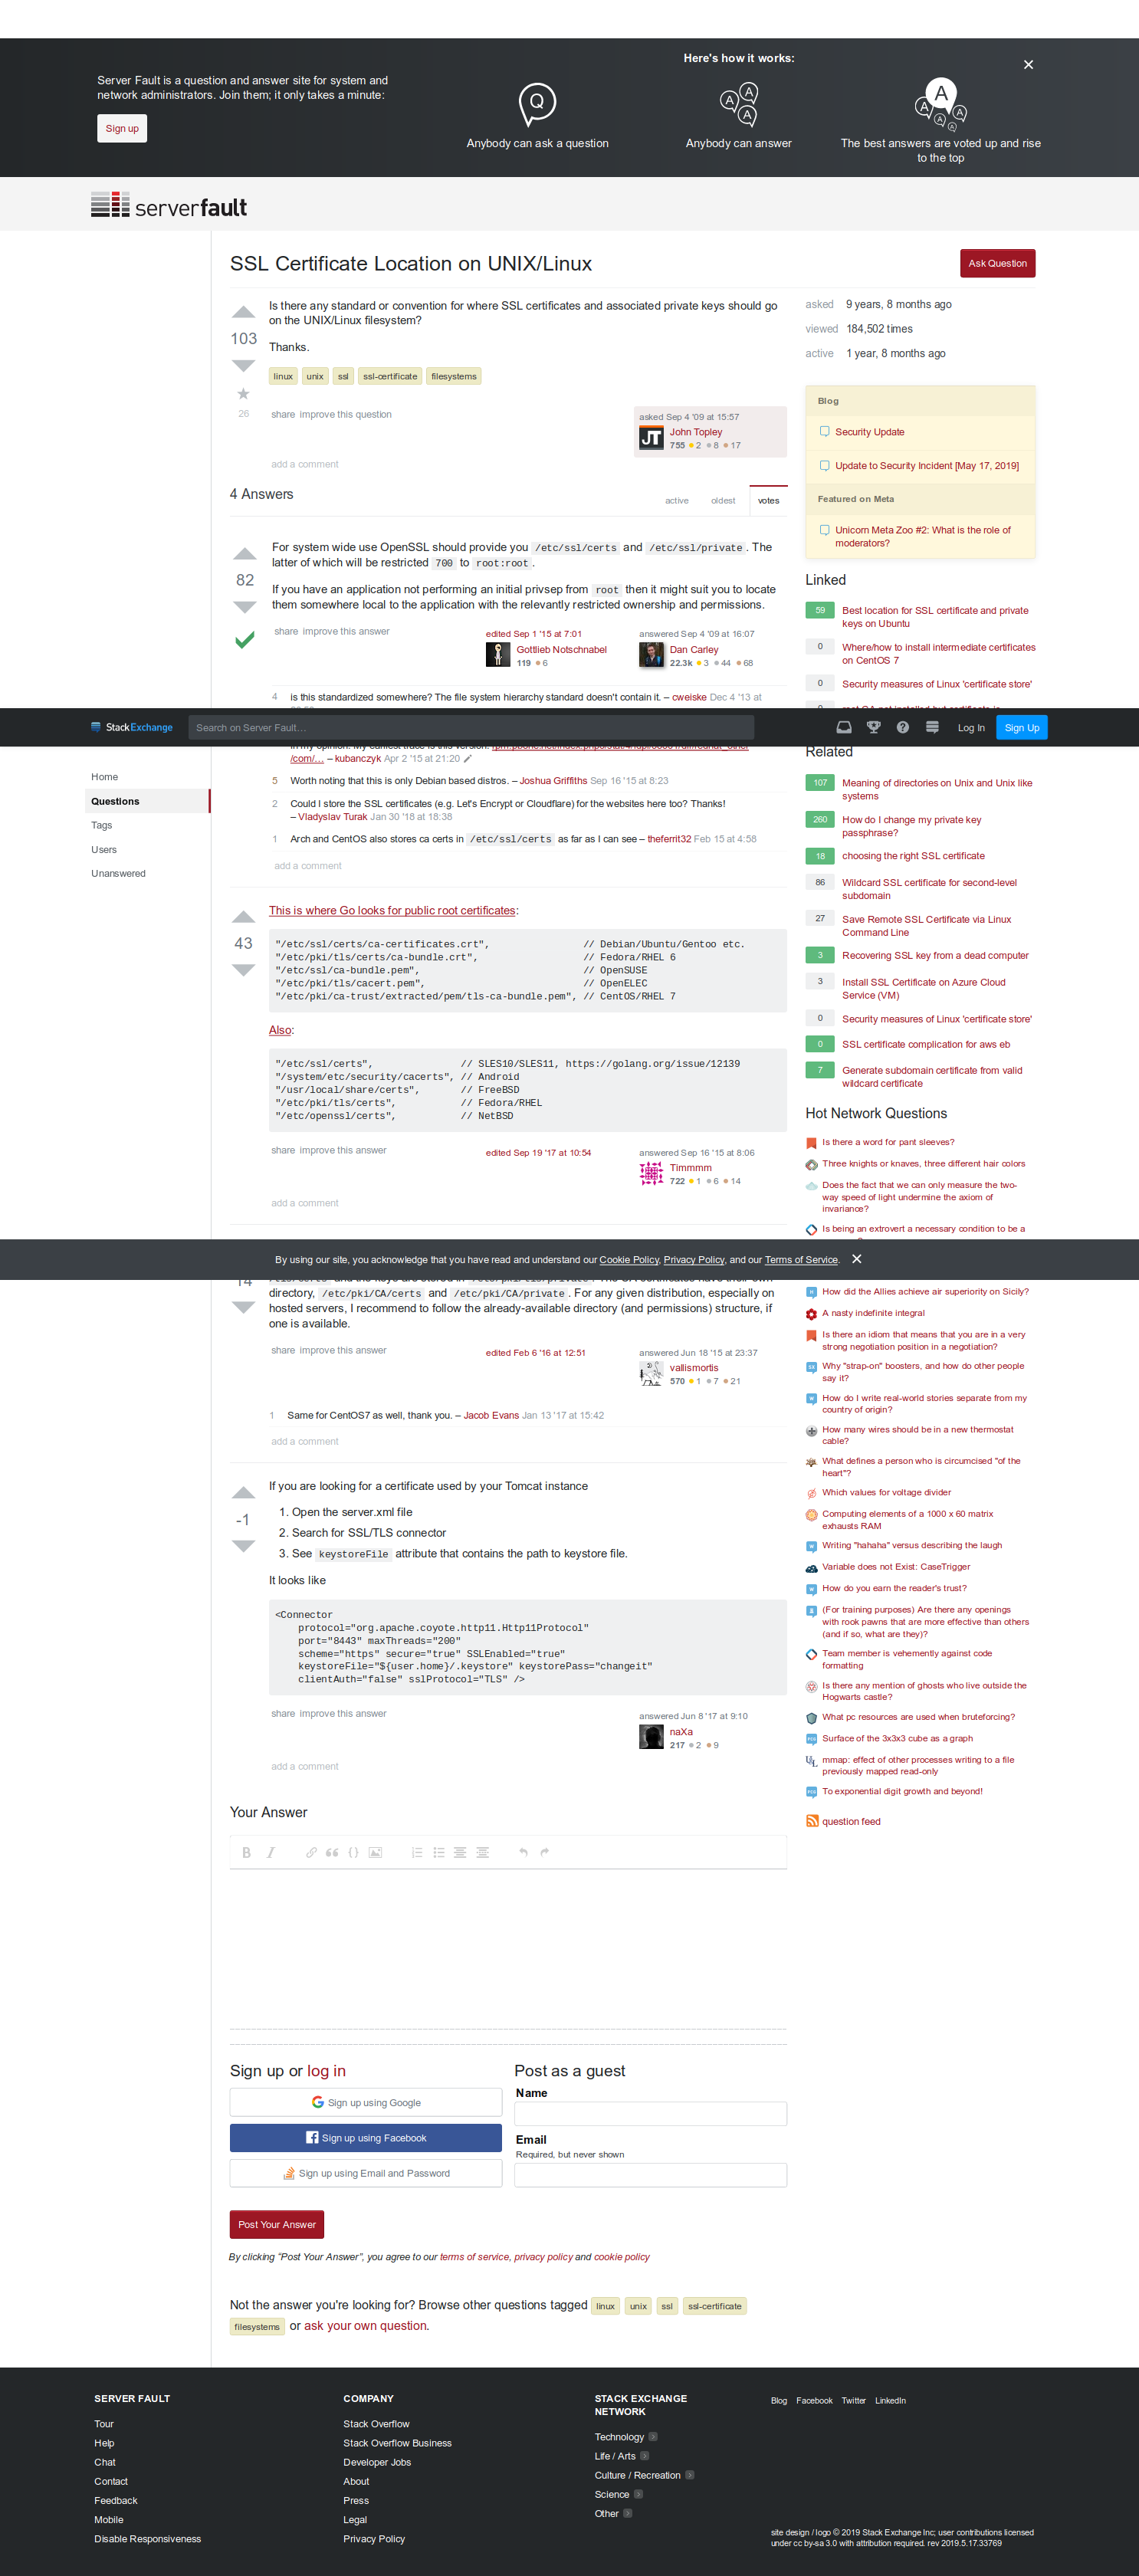 Server Fault is a question and answer site for system and
network administrators. Join them; it only takes a minute:
Sign up
Here's how it works:
Q
Anybody can ask a question
A
A
A
Anybody can answer
A
A
A
A
A
The best answers are voted up and rise
to the top
serverfault
SSL Certificate Location on UNIX/Linux
Ask Question
103
26
Is there any standard or convention for where SSL certificates and associated private keys should go
on the UNIX/Linux filesystem?
Thanks.
linux unix ssl ssl-certificate filesystems
share improve this question
asked Sep 4 '09 at 15:57
JT
John Topley
755 2 8 17
add a comment
4 Answers
active oldest votes
82
For system wide use OpenSSL should provide you /etc/ssl/certs and /etc/ssl/private. The
latter of which will be restricted 700 to root:root.
If you have an application not performing an initial privsep from root then it might suit you to locate
them somewhere local to the application with the relevantly restricted ownership and permissions.
share improve this answer
edited Sep 1 '15 at 7:01
Gottlieb Notschnabel
119 6
answered Sep 4 '09 at 16:07
Dan Carley
22.3k 3 44 68
4 is this standardized somewhere? The file system hierarchy standard doesn't contain it. – cweiske Dec 4 '13 at
StackExchange
Search on Server Fault…
Log In
Sign Up
/com/… – kubanczyk Apr 2 '15 at 21:20
5 Worth noting that this is only Debian based distros. – Joshua Griffiths Sep 16 '15 at 8:23
2 Could I store the SSL certificates (e.g. Let's Encrypt or Cloudflare) for the websites here too? Thanks!
– Vladyslav Turak Jan 30 '18 at 18:38
1 Arch and CentOS also stores ca certs in /etc/ssl/certs as far as I can see – theferrit32 Feb 15 at 4:58
add a comment
Home
Questions
Tags
Users
Unanswered
43
This is where Go looks for public root certificates:
"/etc/ssl/certs/ca-certificates.crt", // Debian/Ubuntu/Gentoo etc.
"/etc/pki/tls/certs/ca-bundle.crt", // Fedora/RHEL 6
"/etc/ssl/ca-bundle.pem", // OpenSUSE
"/etc/pki/tls/cacert.pem", // OpenELEC
"/etc/pki/ca-trust/extracted/pem/tls-ca-bundle.pem", // CentOS/RHEL 7
Also:
"/etc/ssl/certs", // SLES10/SLES11, https://golang.org/issue/12139
"/system/etc/security/cacerts", // Android
"/usr/local/share/certs", // FreeBSD
"/etc/pki/tls/certs", // Fedora/RHEL
"/etc/openssl/certs", // NetBSD
share improve this answer
edited Sep 19 '17 at 10:54
answered Sep 16 '15 at 8:06
Timmmm
722 1 6 14
add a comment
By using our site, you acknowledge that you have read and understand our Cookie Policy, Privacy Policy, and our Terms of Service.
14
directory, /etc/pki/CA/certs and /etc/pki/CA/private. For any given distribution, especially on
hosted servers, I recommend to follow the already-available directory (and permissions) structure, if
one is available.
share improve this answer
edited Feb 6 '16 at 12:51
answered Jun 18 '15 at 23:37
vallismortis
570 1 7 21
1 Same for CentOS7 as well, thank you. – Jacob Evans Jan 13 '17 at 15:42
add a comment
-1
If you are looking for a certificate used by your Tomcat instance
1. Open the server.xml file
2. Search for SSL/TLS connector
3. See keystoreFile attribute that contains the path to keystore file.
It looks like
<Connector
protocol="org.apache.coyote.http11.Http11Protocol"
port="8443" maxThreads="200"
scheme="https" secure="true" SSLEnabled="true"
keystoreFile="${user.home}/.keystore" keystorePass="changeit"
clientAuth="false" sslProtocol="TLS" />
share improve this answer
answered Jun 8 '17 at 9:10
naXa
217 2 9
add a comment
Your Answer
Sign up or log in
Sign up using Google
Sign up using Facebook
Sign up using Email and Password
Post as a guest
Name
Email
Required, but never shown
Post Your Answer
By clicking "Post Your Answer", you agree to our terms of service, privacy policy and cookie policy
Not the answer you're looking for? Browse other questions tagged linux unix ssl ssl-certificate
filesystems or ask your own question.
asked 9 years, 8 months ago
viewed 184,502 times
active 1 year, 8 months ago
Blog
Security Update
Update to Security Incident [May 17, 2019]
Featured on Meta
Unicorn Meta Zoo #2: What is the role of
moderators?
Linked
59 Best location for SSL certificate and private
keys on Ubuntu
0 Where/how to install intermediate certificates
on CentOS 7
0 Security measures of Linux 'certificate store'
Related
107 Meaning of directories on Unix and Unix like
systems
260 How do I change my private key
passphrase?
18 choosing the right SSL certificate
86 Wildcard SSL certificate for second-level
subdomain
27 Save Remote SSL Certificate via Linux
Command Line
3 Recovering SSL key from a dead computer
3 Install SSL Certificate on Azure Cloud
Service (VM)
0 Security measures of Linux 'certificate store'
0 SSL certificate complication for aws eb
7 Generate subdomain certificate from valid
wildcard certificate
Hot Network Questions
Is there a word for pant sleeves?
Three knights or knaves, three different hair colors
Does the fact that we can only measure the two-
way speed of light undermine the axiom of
invariance?
Is being an extrovert a necessary condition to be a
How did the Allies achieve air superiority on Sicily?
A nasty indefinite integral
Is there an idiom that means that you are in a very
strong negotiation position in a negotiation?
Why "strap-on" boosters, and how do other people
say it?
How do I write real-world stories separate from my
country of origin?
How many wires should be in a new thermostat
cable?
What defines a person who is circumcised "of the
heart"?
Which values for voltage divider
Computing elements of a 1000 x 60 matrix
exhausts RAM
Writing "hahaha" versus describing the laugh
Variable does not Exist: CaseTrigger
How do you earn the reader's trust?
(For training purposes) Are there any openings
with rook pawns that are more effective than others
(and if so, what are they)?
Team member is vehemently against code
formatting
Is there any mention of ghosts who live outside the
Hogwarts castle?
What pc resources are used when bruteforcing?
Surface of the 3x3x3 cube as a graph
mmap: effect of other processes writing to a file
previously mapped read-only
To exponential digit growth and beyond!
question feed
SERVER FAULT
Tour
Help
Chat
Contact
Feedback
Mobile
Disable Responsiveness
COMPANY
Stack Overflow
Stack Overflow Business
Developer Jobs
About
Press
Legal
Privacy Policy
STACK EXCHANGE
NETWORK
Technology
Life / Arts
Culture / Recreation
Science
Other
Blog Facebook Twitter LinkedIn
site design / logo © 2019 Stack Exchange Inc; user contributions licensed
under cc by-sa 3.0 with attribution required. rev 2019.5.17.33769